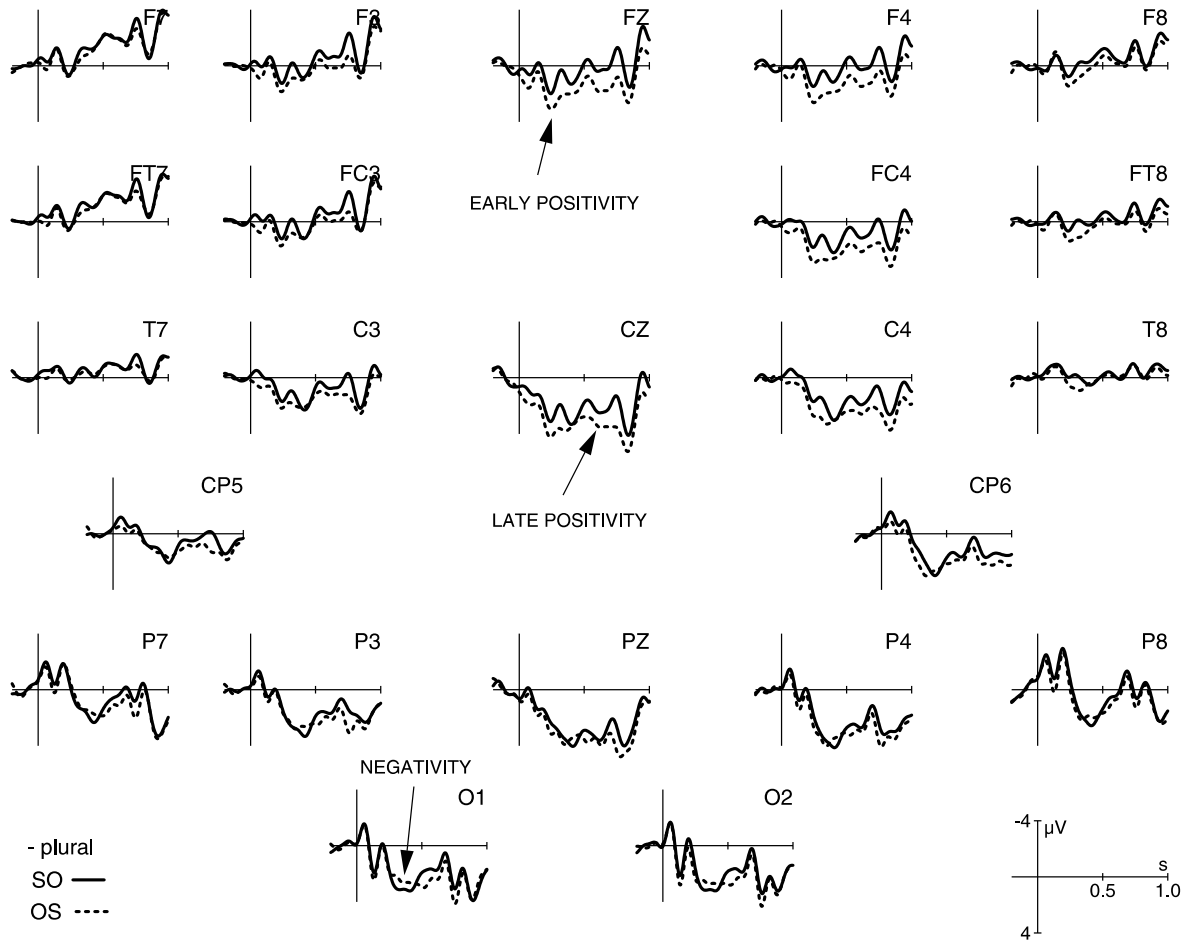 F7 F3 FZ F4 F8
EARLY POSITIVITY
FT7 FC3 FC4 FT8
T7 C3 CZ C4 T8
LATE POSITIVITY
CP5 CP6
P7 P3 PZ P4 P8
NEGATIVITY
O1 O2
- plural
SO
OS
-4
µV
s
0.5 1.0
4